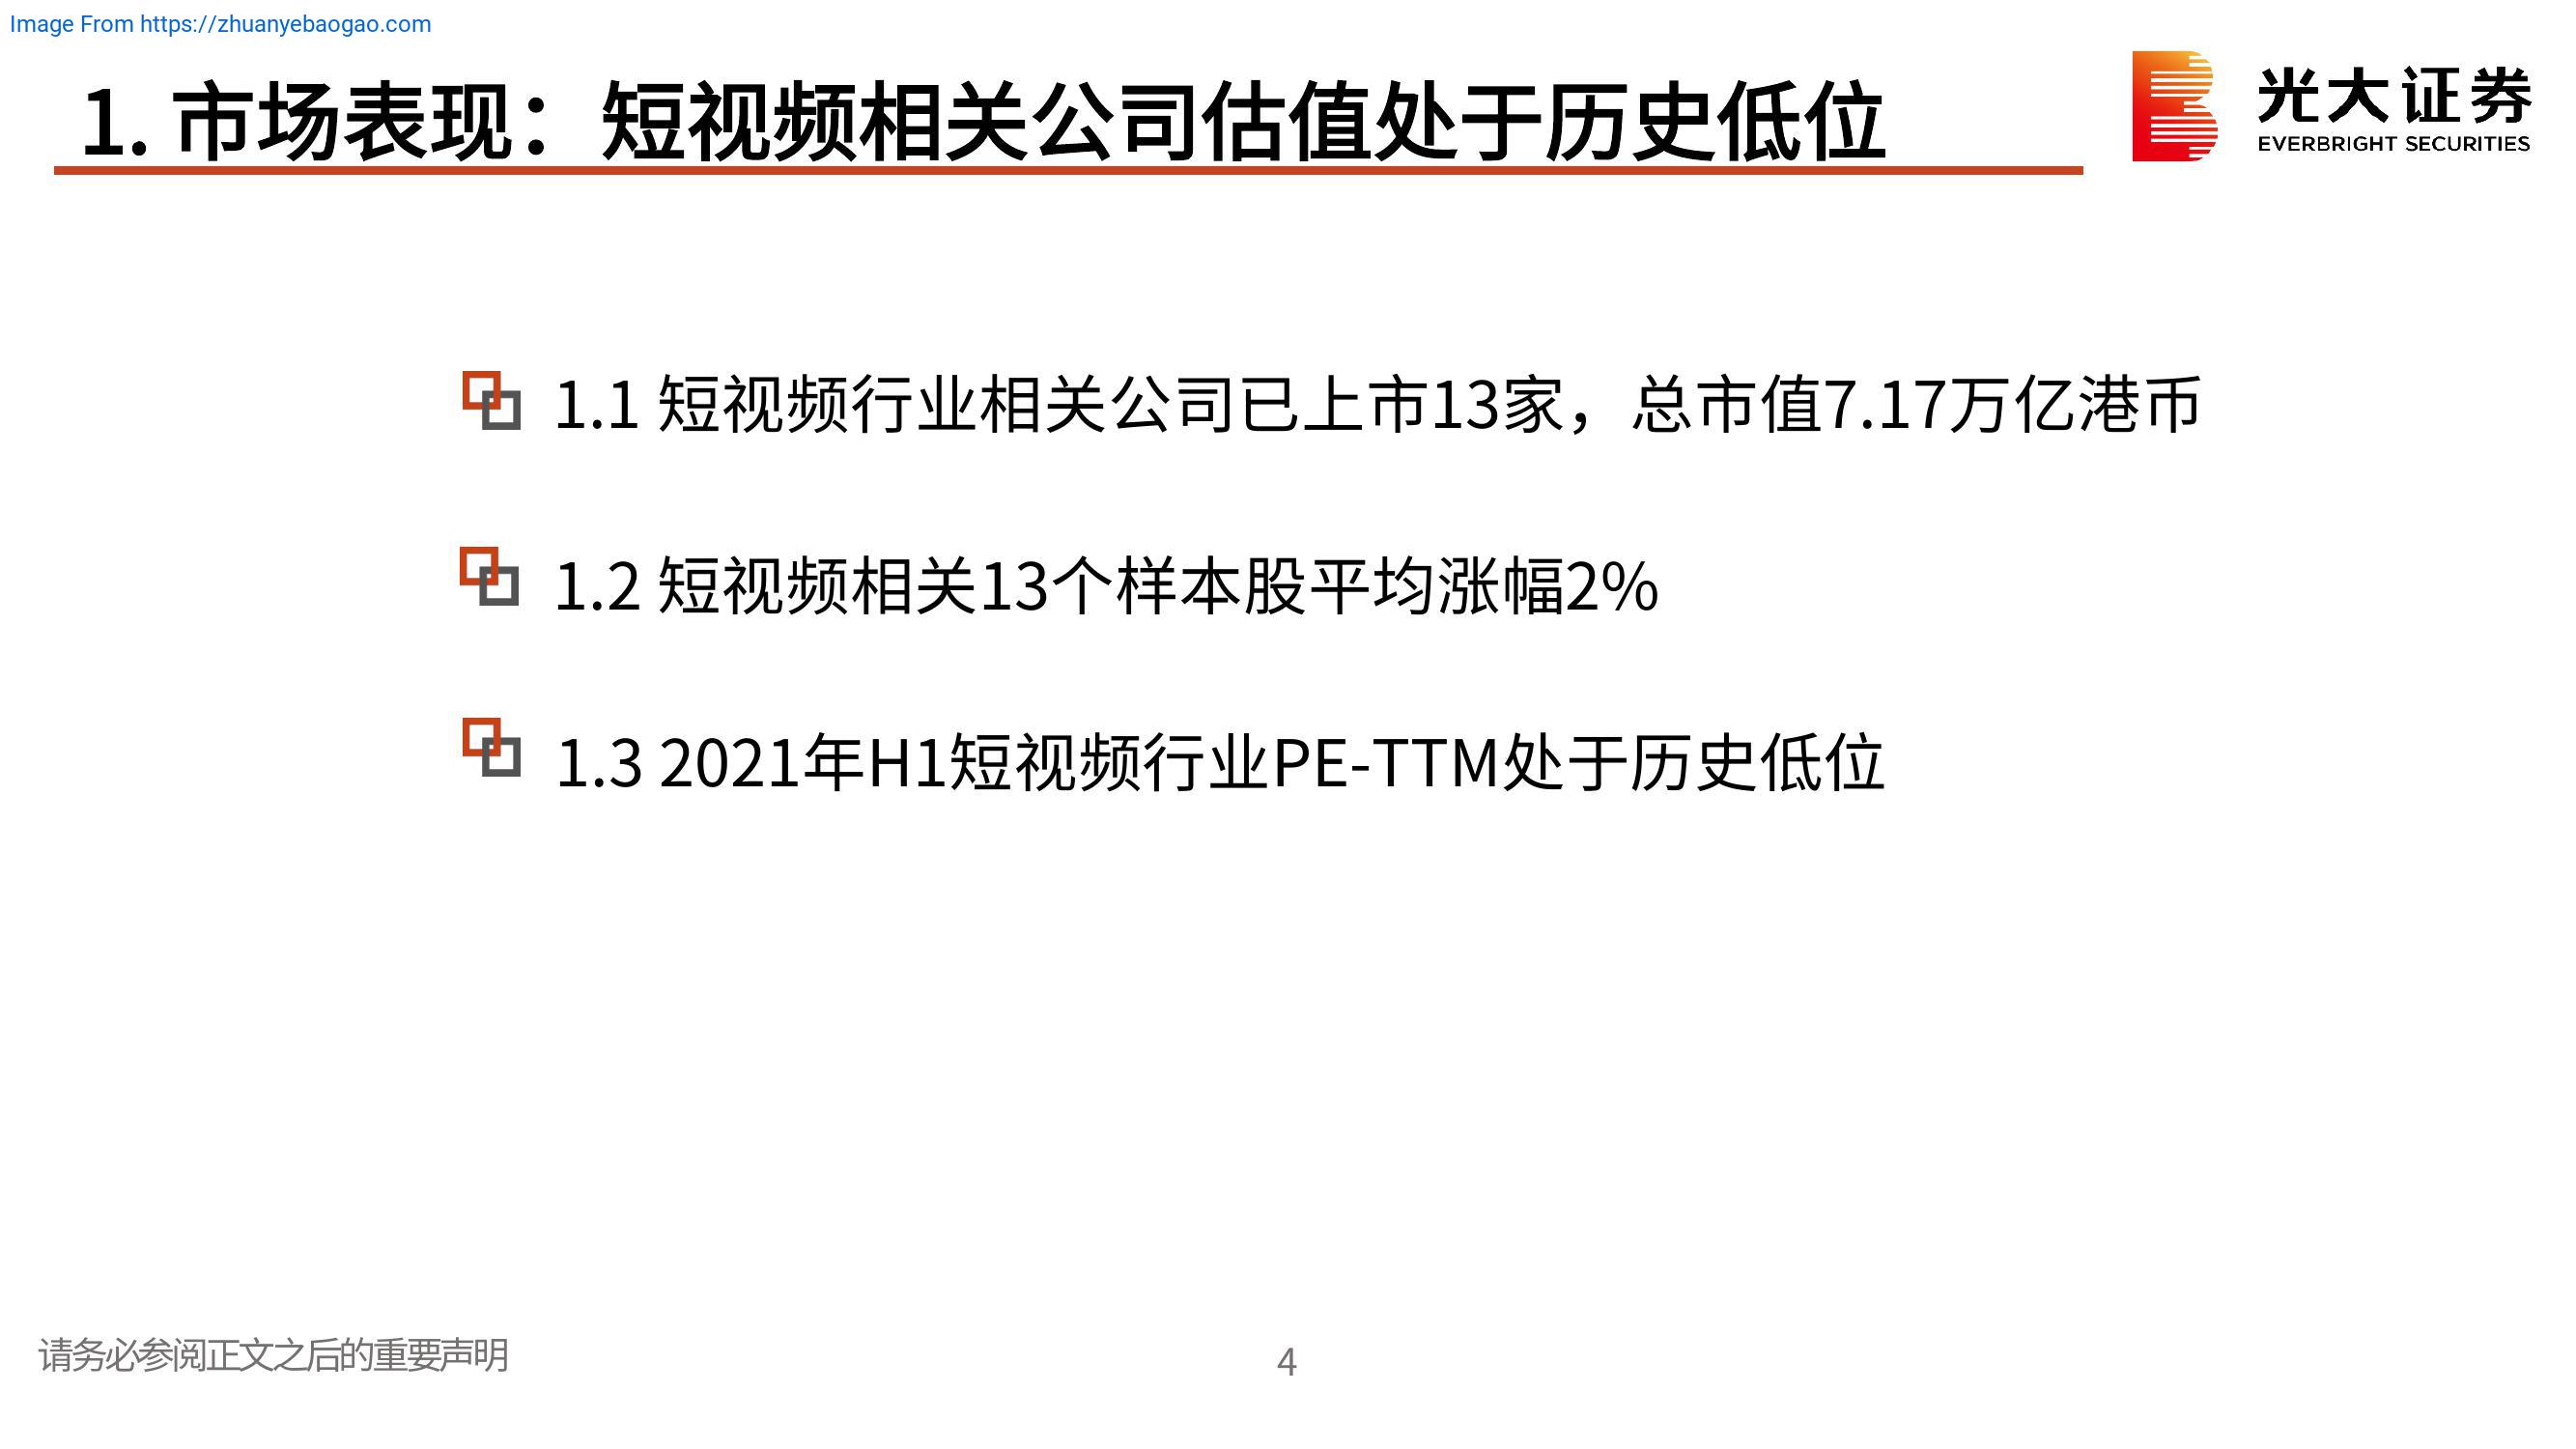 Image From https://zhuanyebaogao.com
1. 市场表现：短视频相关公司估值处于历史低位
光大证券
EVERBRIGHT SECURITIES
1.1 短视频行业相关公司已上市13家，总市值7.17万亿港币
1.2 短视频相关13个样本股平均涨幅2%
1.3 2021年H1短视频行业PE-TTM处于历史低位
请务必参阅正文之后的重要声明
4